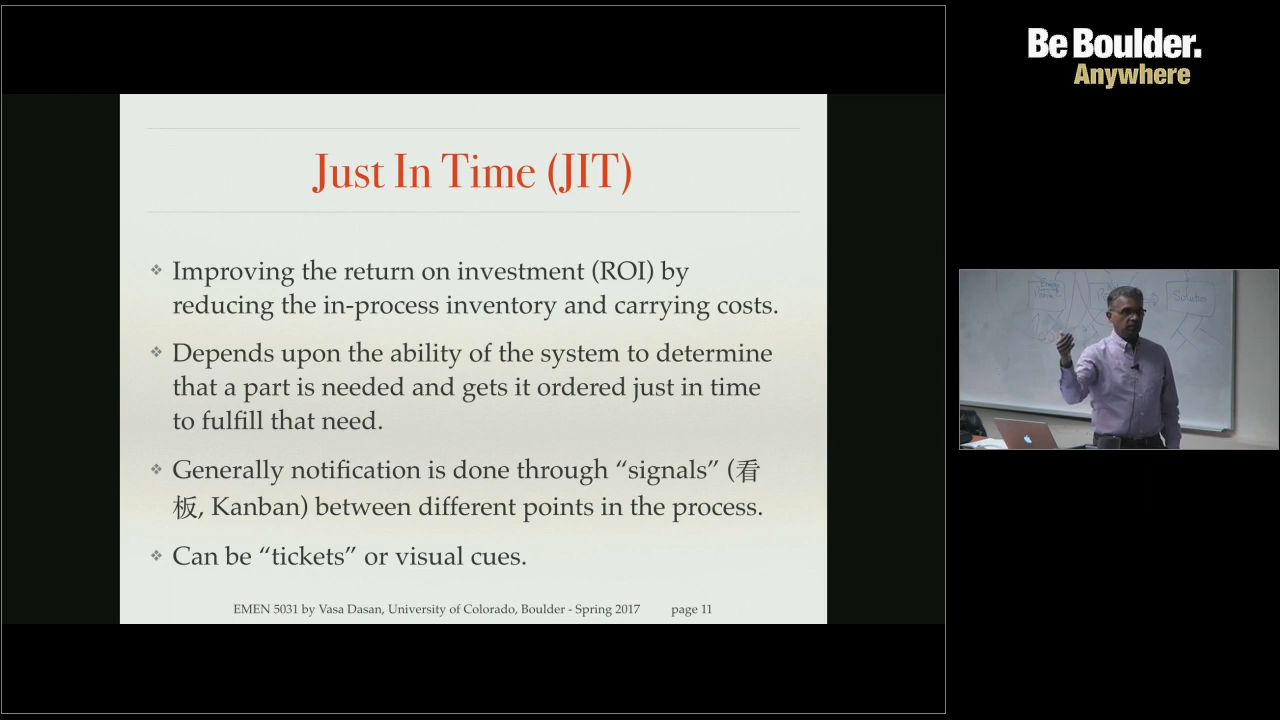 Be Boulder.
Anywhere
Just In Time (JIT)
Improving the return on investment (ROI) by
reducing the in-process inventory and carrying costs.
Depends upon the ability of the system to determine
that a part is needed and gets it ordered just in time
to fulfill that need.
Generally notification is done through “signals” (看
板, Kanban) between different points in the process.
Can be “tickets” or visual cues.
EMEN 5031 by Vasa Dasan, University of Colorado, Boulder - Spring 2017 page 11
Solution